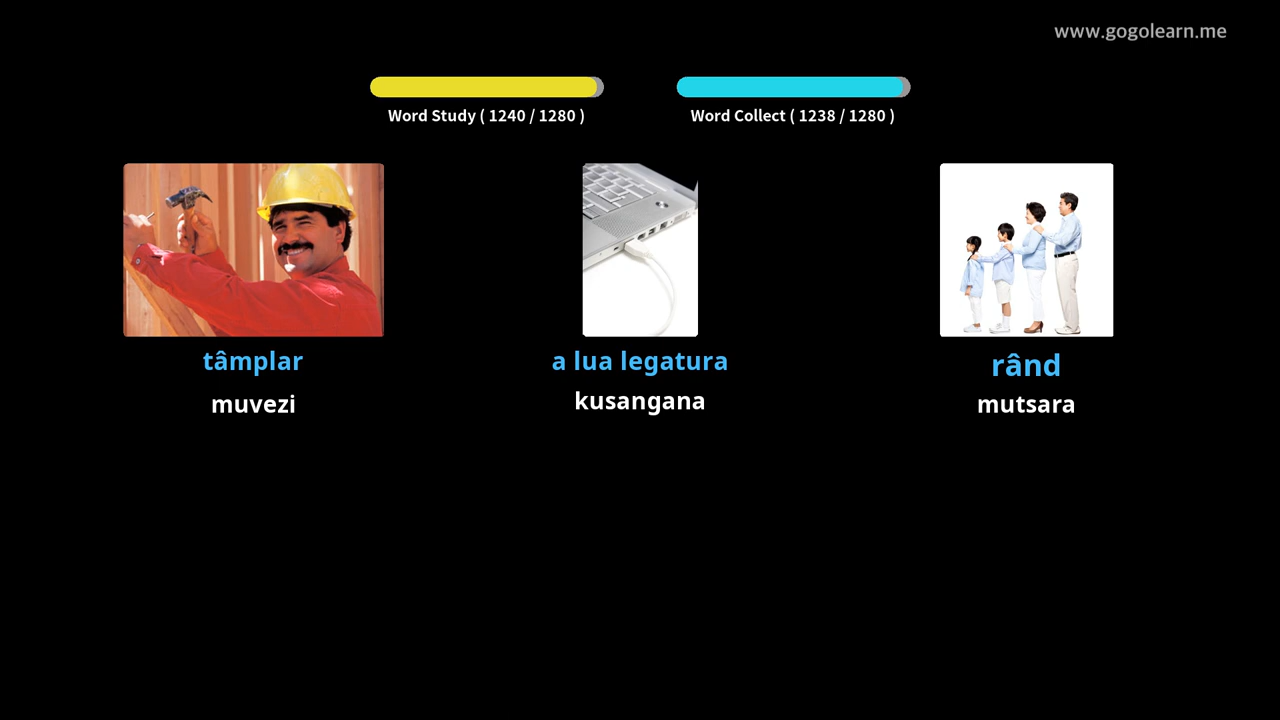 www.gogolearn.me
Word Study ( 1240 / 1280 )
Word Collect ( 1238 / 1280 )
tâmplar
a lua legatura
rând
muvezi
kusangana
mutsara